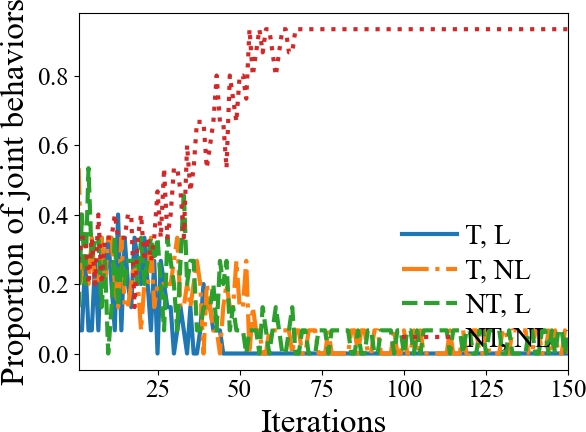 Proportion of joint behaviors
0.8
0.6
0.4
0.2
0.0
T, L
T, NL
NT, L
NT, NL
25
50
75
100
125
150
Iterations